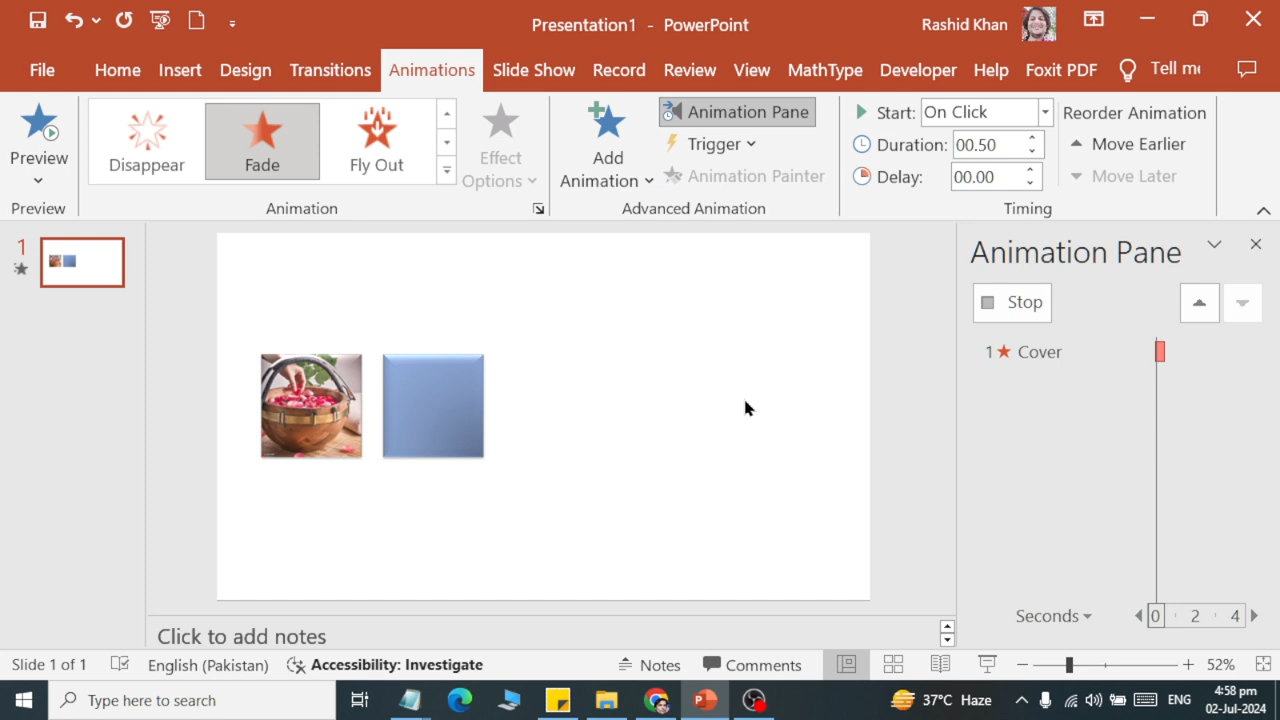 Presentation1 - PowerPoint
Rashid Khan
File Home Insert Design Transitions Animations Slide Show Record Review View MathType Developer Help Foxit PDF Tell me
Preview
Preview
Disappear
Fade
Fly Out
Animation
Effect
Options
Add
Animation
Animation Pane
Trigger
Animation Painter
Advanced Animation
Start: On Click
Duration: 00.50
Delay: 00.00
Timing
Reorder Animation
Move Earlier
Move Later
1
Animation Pane
Stop
1 Cover
Seconds 0 2 4
Click to add notes
Slide 1 of 1 English (Pakistan) Accessibility: Investigate Notes Comments 52%
Type here to search
37°C Haze
ENG
4:58 pm
02-Jul-2024